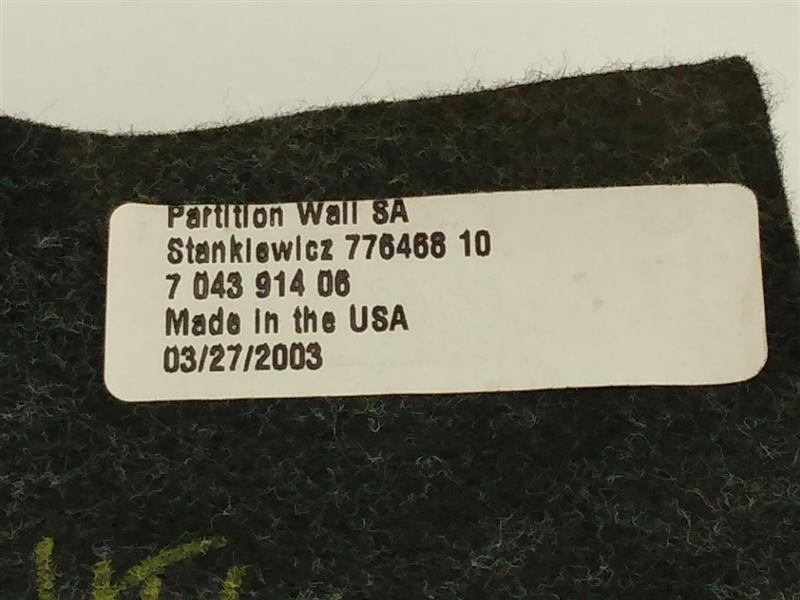 Partition Wall SA
Stankiewicz 776468 10
7 043 914 06
Made in the USA
03/27/2003